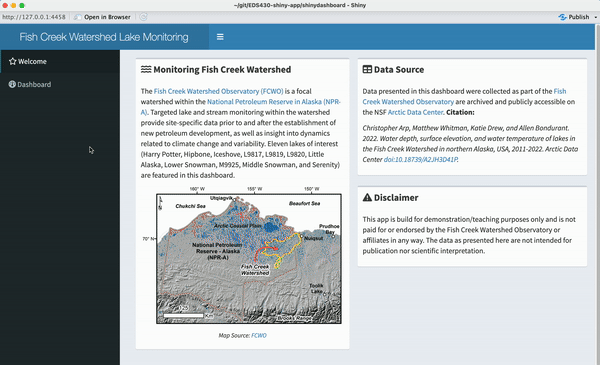 ~/git/EDS430-shiny-app/shinydashboard - Shiny
http://127.0.0.1:4458 Open in Browser Publish
Fish Creek Watershed Lake Monitoring
Welcome
Dashboard
Monitoring Fish Creek Watershed
The Fish Creek Watershed Observatory (FCWO) is a focal
watershed within the National Petroleum Reserve in Alaska (NPR-
A). Targeted lake and stream monitoring within the watershed
provide site-specific data prior to and after the establishment of
new petroleum development, as well as insight into dynamics
related to climate change and variability. Eleven lakes of interest
(Harry Potter, Hipbone, Iceshove, L9817, L9819, L9820, Little
Alaska, Lower Snowman, M9925, Middle Snowman, and Serenity)
are featured in this dashboard.
160° W 155° W 150° W
Utqiagvik
Chukchi Sea Beaufort Sea
Arctic Coastal Plain
Prudhoe
Bay
70° N
National Petroleum
Reserve - Alaska
(NPR-A)
Nuiqsut
Fish Creek
Watershed
Toolik
Lake
Km
Brooks Range
Map Source: FCWO
Data Source
Data presented in this dashboard were collected as part of the Fish
Creek Watershed Observatory are archived and publicly accessible on
the NSF Arctic Data Center. Citation:
Christopher Arp, Matthew Whitman, Katie Drew, and Allen Bondurant.
2022. Water depth, surface elevation, and water temperature of lakes in
the Fish Creek Watershed in northern Alaska, USA, 2011-2022. Arctic Data
Center doi:10.18739/A2JH3D41P.
Disclaimer
This app is build for demonstration/teaching purposes only and is not
paid for or endorsed by the Fish Creek Watershed Observatory or
affiliates in any way. The data as presented here are not intended for
publication nor scientific interpretation.